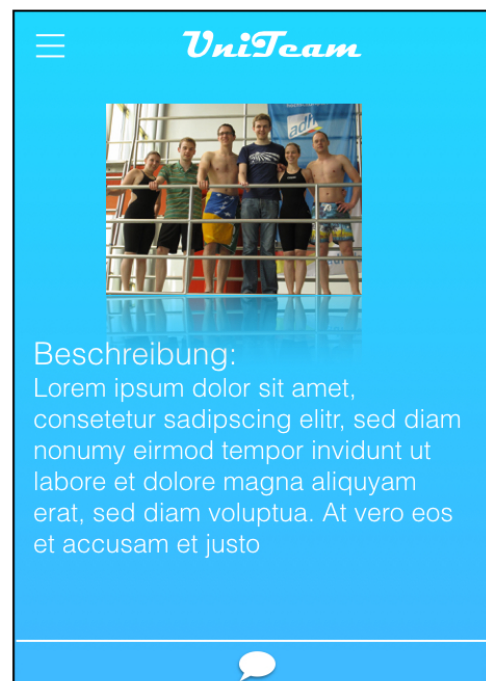 UniTeam
adh
Beschreibung:
Lorem ipsum dolor sit amet,
consetetur sadipscing elitr, sed diam
nonumy eirmod tempor invidunt ut
labore et dolore magna aliquyam
erat, sed diam voluptua. At vero eos
et accusam et justo